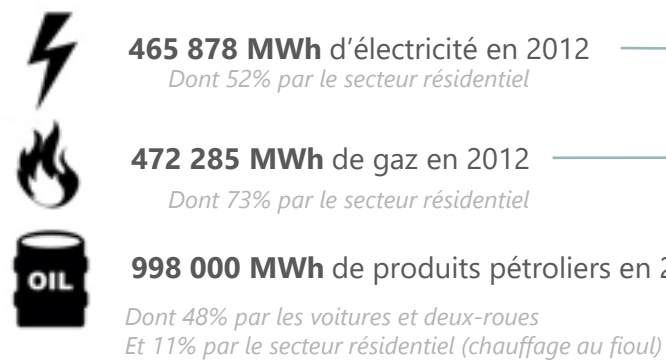 465 878 MWh d’électricité en 2012
Dont 52% par le secteur résidentiel
472 285 MWh de gaz en 2012
Dont 73% par le secteur résidentiel
OIL
998 000 MWh de produits pétroliers en
Dont 48% par les voitures et deux-roues
Et 11% par le secteur résidentiel (chauffage au fioul)